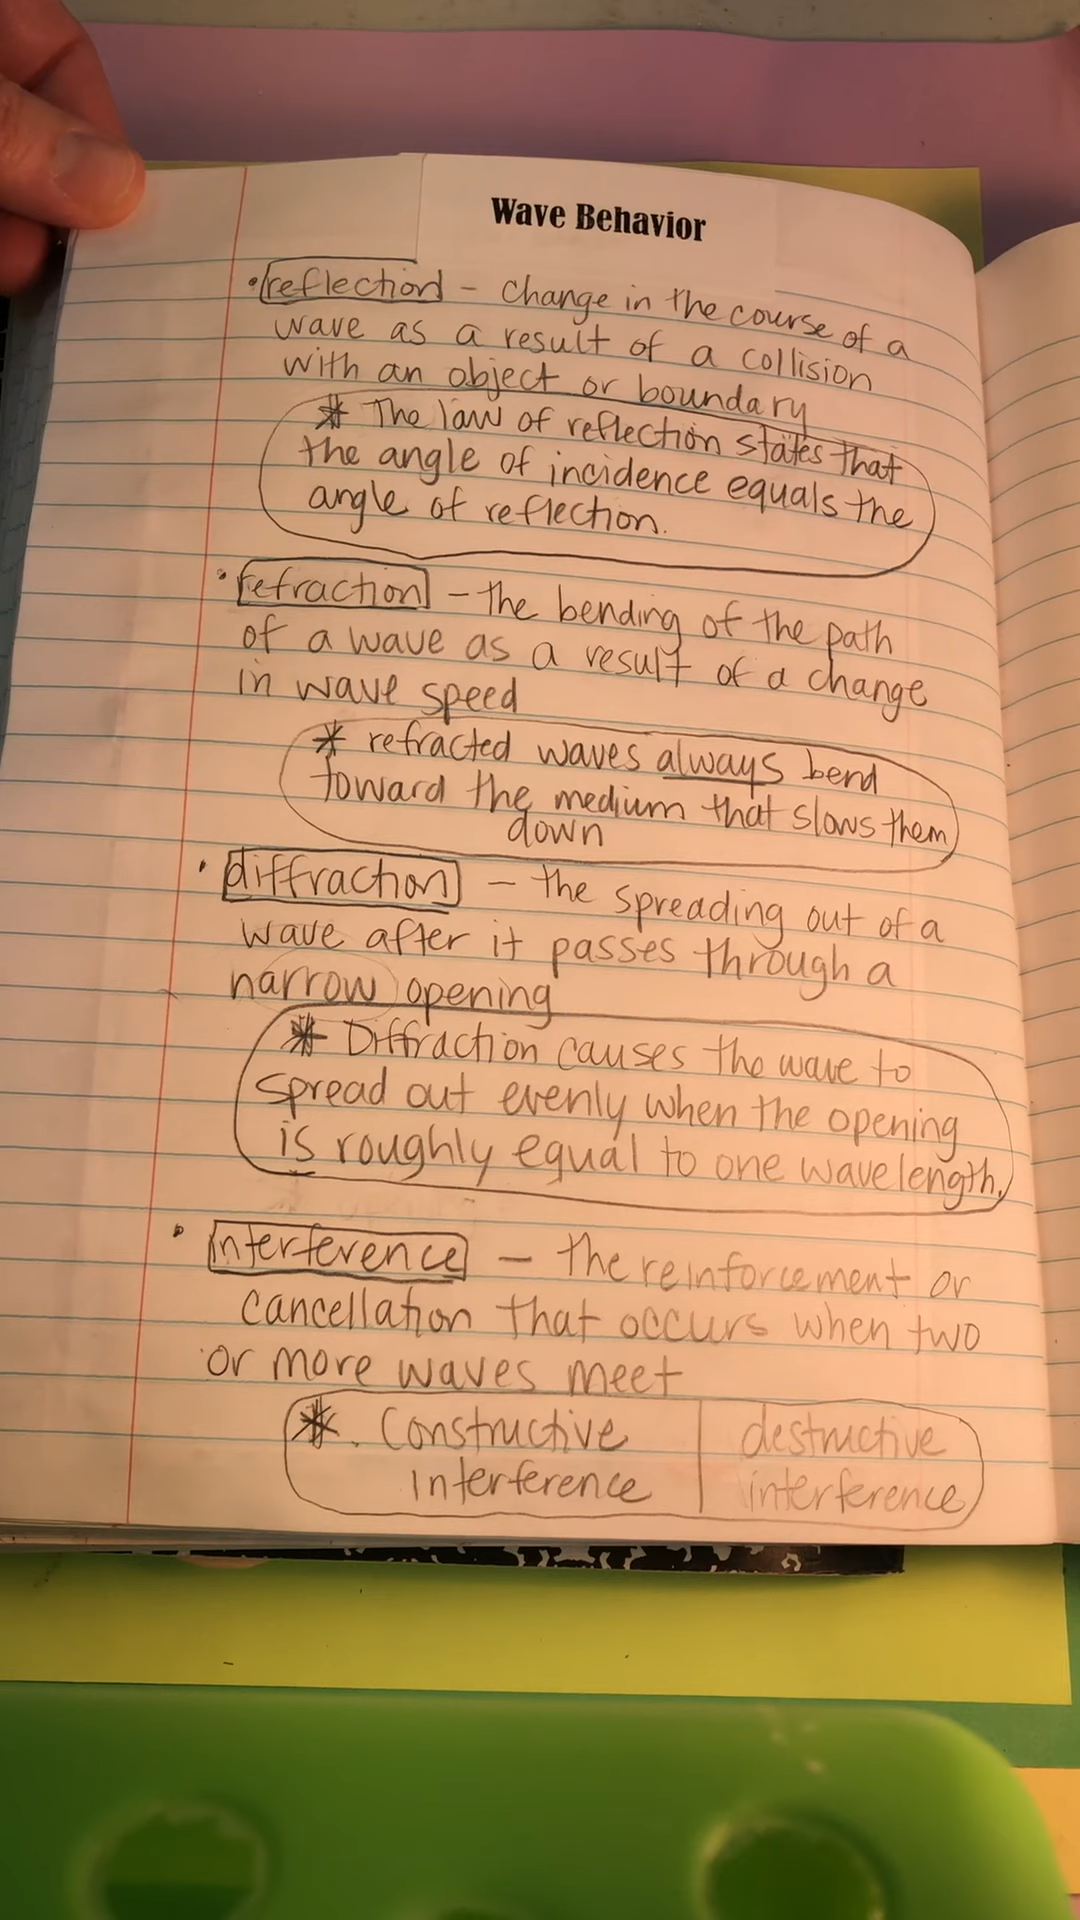 Wave Behavior
• reflection - change in the course of a
wave as a result of a collision
with an object or boundary
* The law of reflection states that
the angle of incidence equals the
angle of reflection.
• refraction - the bending of the path
of a wave as a result of a change
in wave speed
* refracted waves always bend
toward the medium that slows them
down
• diffraction - the spreading out of a
wave after it passes through a
narrow opening
* Diffraction causes the wave to
spread out evenly when the opening
is roughly equal to one wavelength.
• interference - the reinforcement or
cancellation that occurs when two
or more waves meet
*. Constructive | destructive
Interference | interference